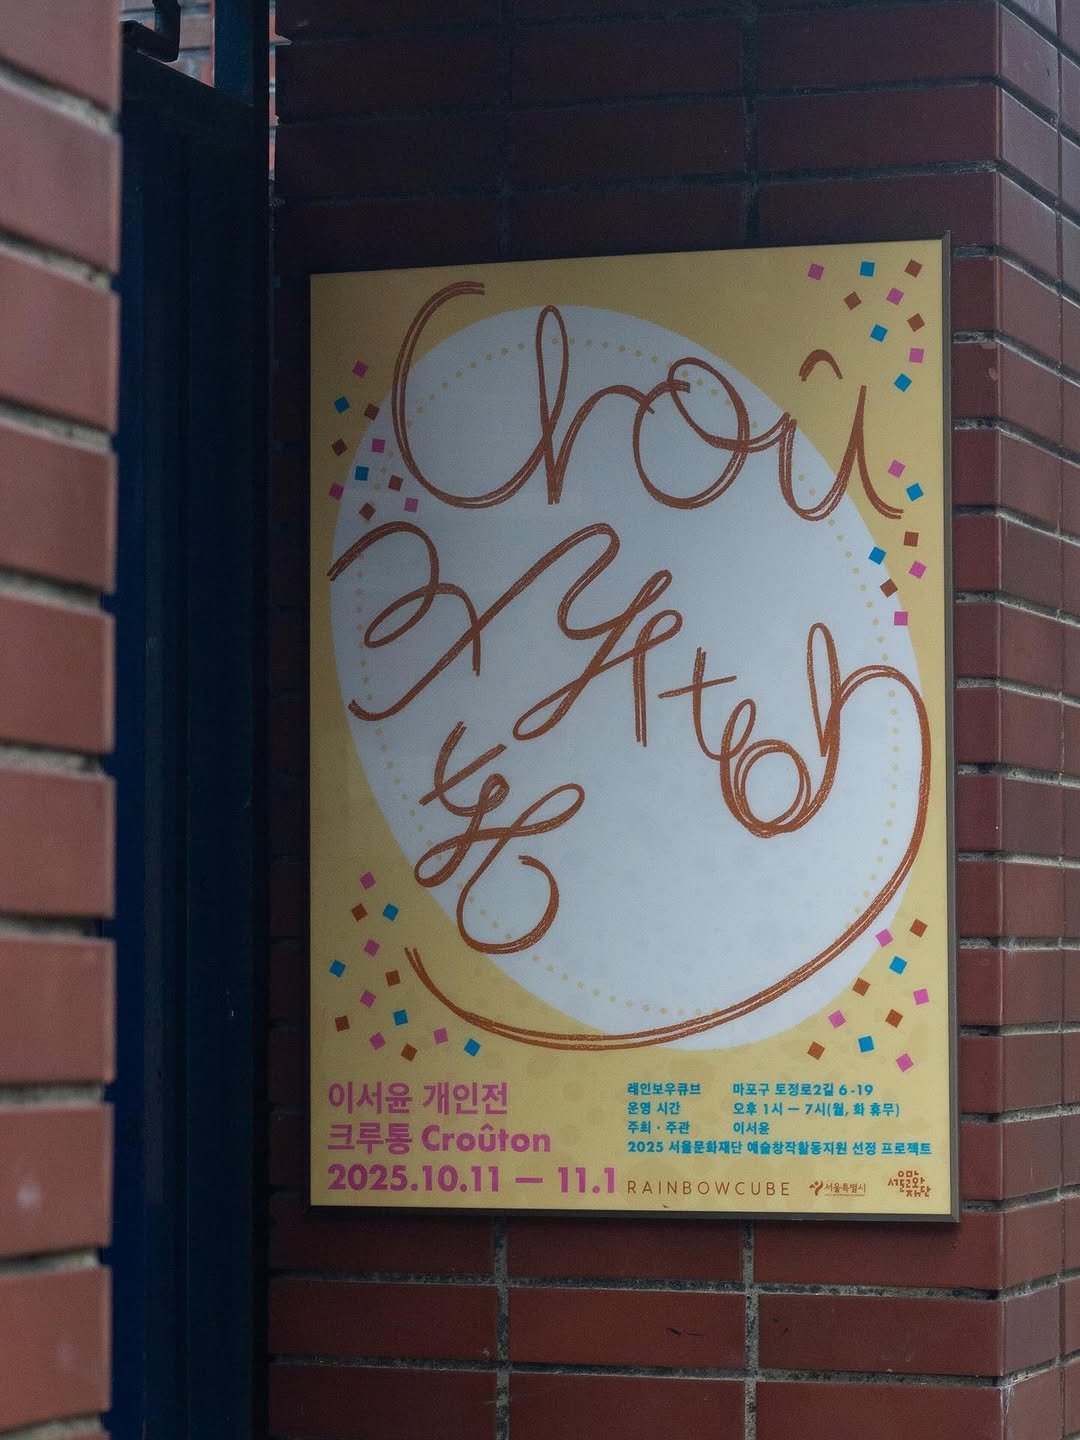 Croû
크루ton
통
이서윤 개인전
크루통 Croûton
2025.10.11 — 11.1
레인보우큐브 마포구 토정로2길 6-19
운영 시간 오후 1시 — 7시(월, 화 휴무)
주최·주관 이서윤
2025 서울문화재단 예술창작활동지원 선정 프로젝트
RAINBOWCUBE 서울특별시 서울문화재단